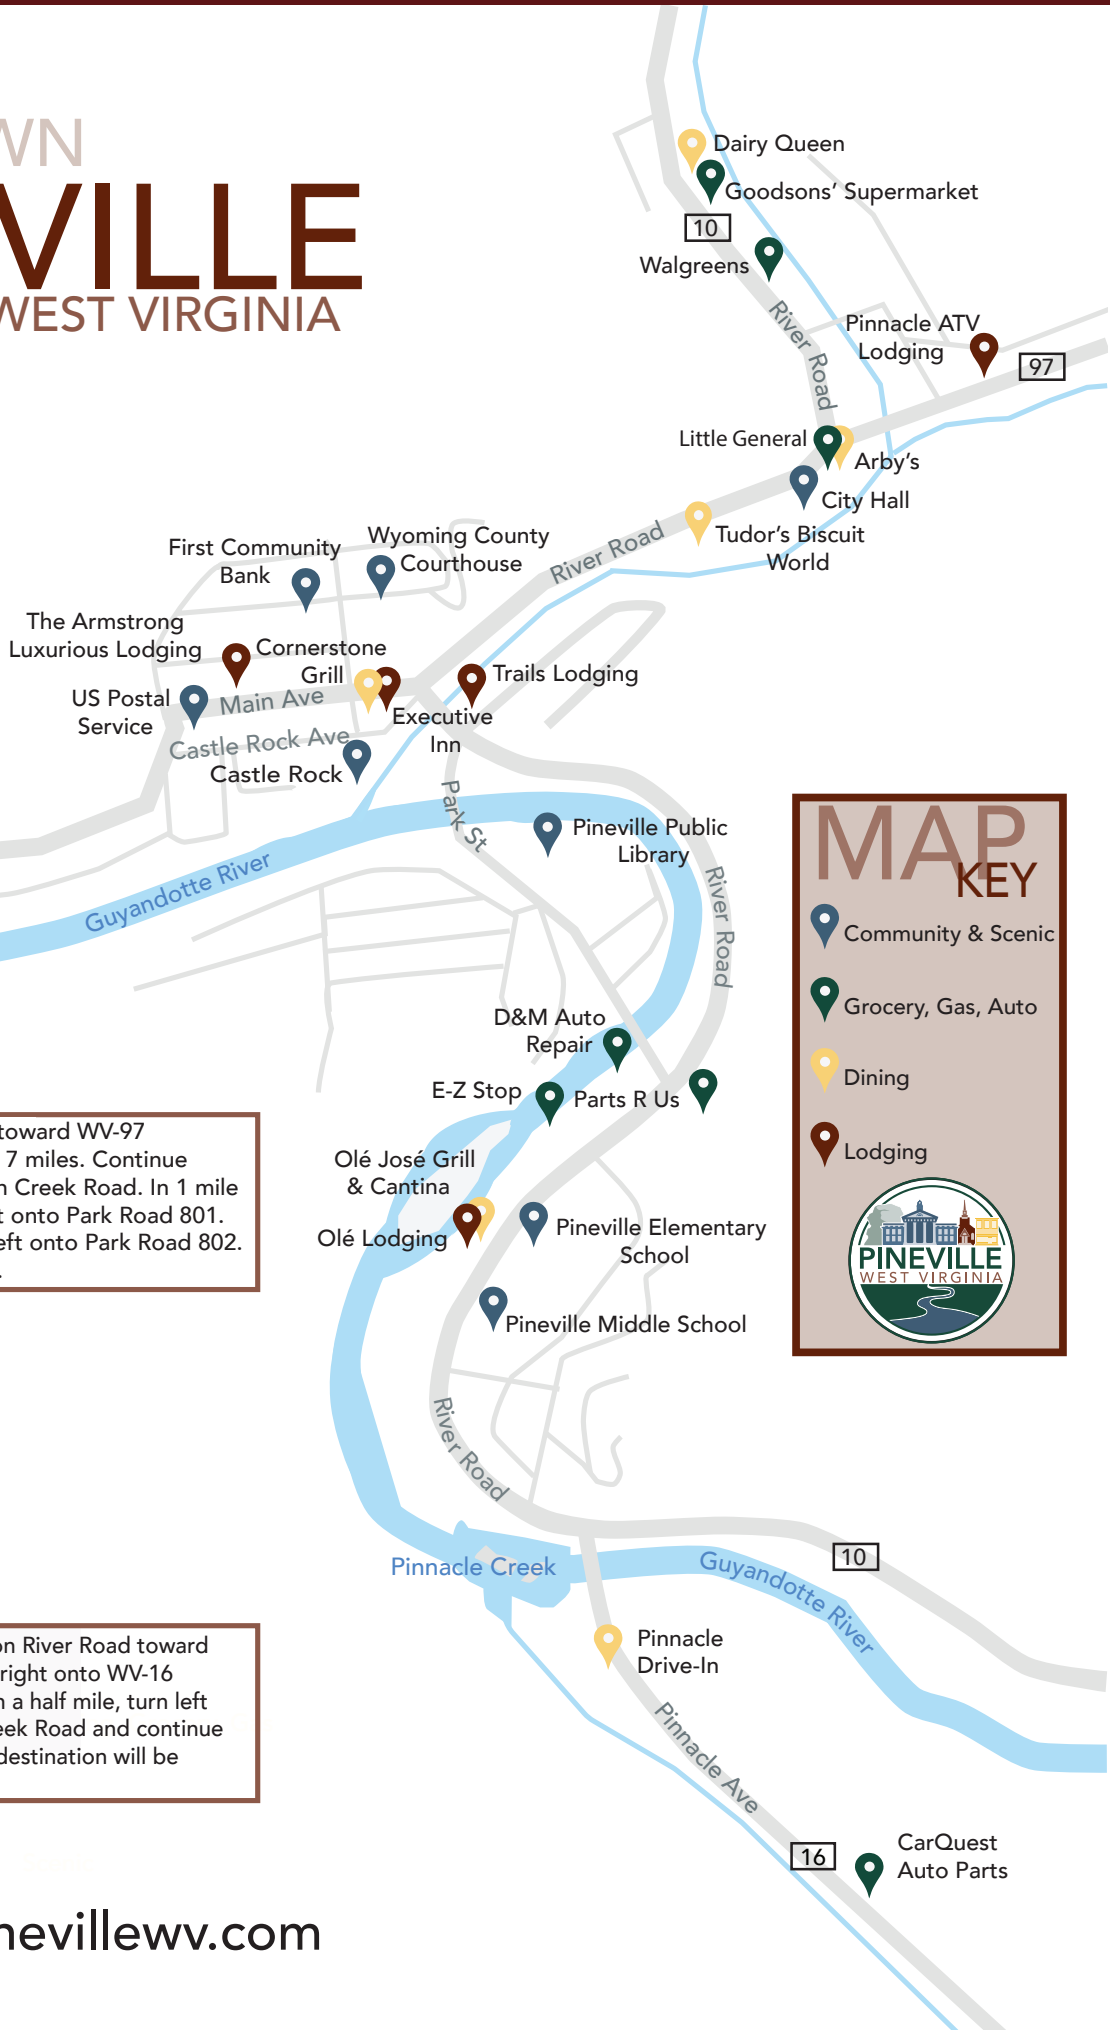 WN
VILLE
WEST VIRGINIA
Dairy Queen
Goodsons’ Supermarket
10
Walgreens
River Road
Pinnacle ATV
Lodging
97
Little General
Arby’s
City Hall
Tudor’s Biscuit
World
River Road
Wyoming County
Courthouse
First Community
Bank
The Armstrong
Luxurious Lodging
Cornerstone
Grill
US Postal
Service
Main Ave
Trails Lodging
Executive
Inn
Castle Rock Ave
Castle Rock
Park St
Pineville Public
Library
Guyandotte River
River Road
MAP
KEY
Community & Scenic
Grocery, Gas, Auto
Dining
Lodging
PINEVILLE
WEST VIRGINIA
D&M Auto
Repair
E-Z Stop
Parts R Us
Olé José Grill
& Cantina
Olé Lodging
Pineville Elementary
School
Pineville Middle School
toward WV-97
7 miles. Continue
n Creek Road. In 1 mile
t onto Park Road 801.
eft onto Park Road 802.
.
River Road
Pinnacle Creek
Guyandotte River
10
Pinnacle
Drive-In
on River Road toward
right onto WV-16
n a half mile, turn left
eek Road and continue
destination will be
Pinnacle Ave
16
CarQuest
Auto Parts
nevillewv.com